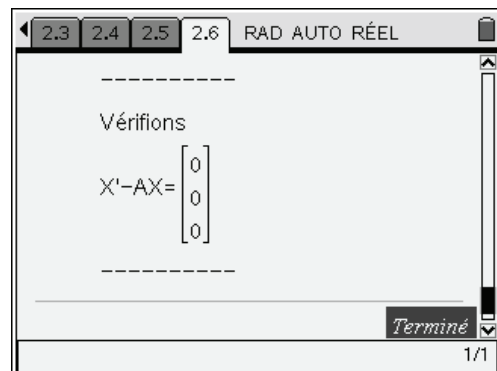 2.3 2.4 2.5 2.6 RAD AUTO RÉEL
----------
Vérifions
X'-AX=[0
0
0]
----------
Terminé
1/1